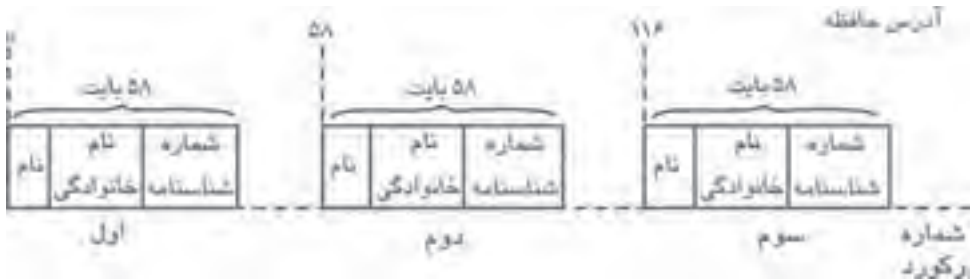 آدرس حافظه
۰ ۵۸ ۱۱۶
۵۸ بایت ۵۸ بایت ۵۸ بایت
نام نام خانوادگی شماره شناسنامه
نام نام خانوادگی شماره شناسنامه
نام نام خانوادگی شماره شناسنامه
اول دوم سوم شماره رکورد